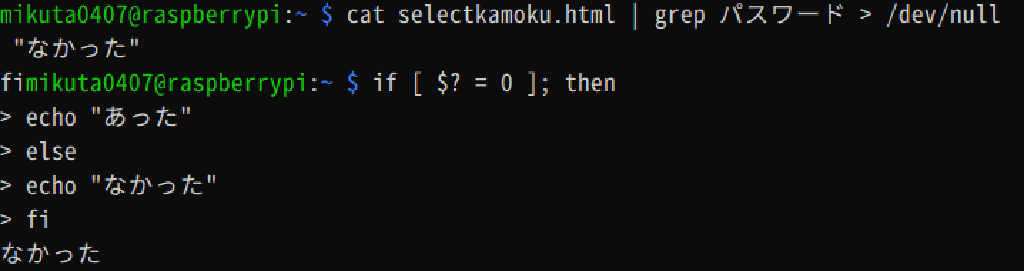 mikuta0407@raspberrypi:~ $ cat selectkamoku.html | grep パスワード > /dev/null
 "なかった"
fimikuta0407@raspberrypi:~ $ if [ $? = 0 ]; then
> echo "あった"
> else
> echo "なかった"
> fi
なかった